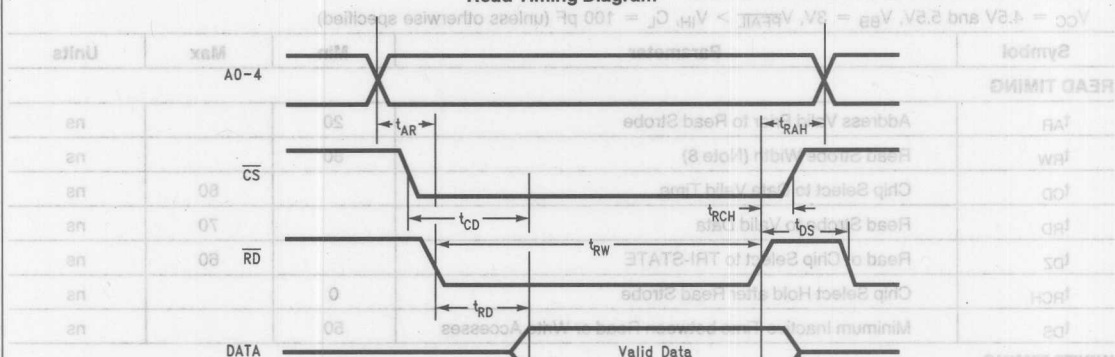 Read Timing Diagram
VCC = 4.5V and 5.5V, VBB = 3V, VPFAIL > VIH, CL = 100 pF (unless otherwise specified)
Symbol Parameter Min Max Units
READ TIMING
A0-4
tAR
tRAH
tAR Address Valid Prior to Read Strobe 20 ns
tRW Read Strobe Width (Note 8) 80 ns
CS
tCD Chip Select to Data Valid Time 80 ns
tCD
tRCH
tRD Read Strobe to Valid Data 70 ns
tDS
RD
tRW
tDZ Read or Chip Select to TRI-STATE 60 ns
tRCH Chip Select Hold after Read Strobe 0 ns
tRD
tDS Minimum Inactive Time between Read or Write Accesses 50 ns
DATA
Valid Data